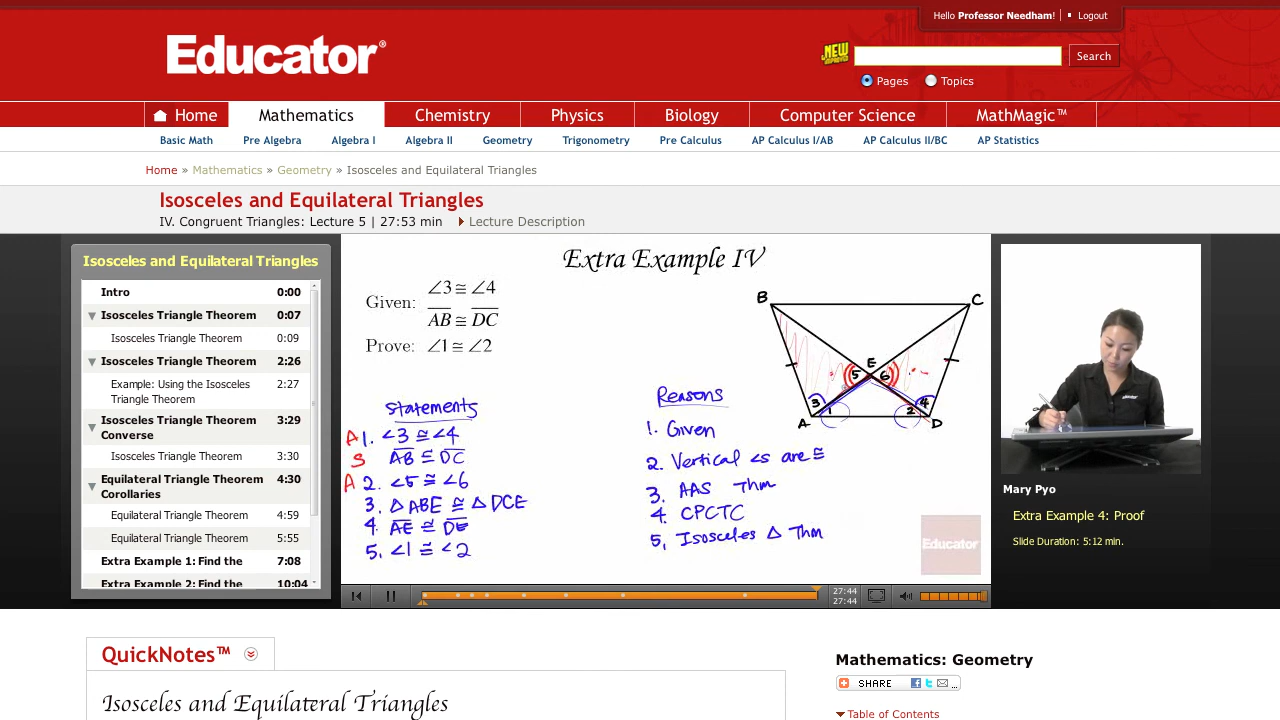 Hello Professor Needham! | ▪ Logout
Educator®
NEW
Search
Pages Topics
Home Mathematics Chemistry Physics Biology Computer Science MathMagic™
Basic Math Pre Algebra Algebra I Algebra II Geometry Trigonometry Pre Calculus AP Calculus I/AB AP Calculus II/BC AP Statistics
Home » Mathematics » Geometry » Isosceles and Equilateral Triangles
Isosceles and Equilateral Triangles
IV. Congruent Triangles: Lecture 5 | 27:53 min Lecture Description
Isosceles and Equilateral Triangles
Intro 0:00
Isosceles Triangle Theorem 0:07
Isosceles Triangle Theorem 0:09
Isosceles Triangle Theorem 2:26
Example: Using the Isosceles 2:27
Triangle Theorem
Isosceles Triangle Theorem 3:29
Converse
Isosceles Triangle Theorem 3:30
Equilateral Triangle Theorem 4:30
Corollaries
Equilateral Triangle Theorem 4:59
Equilateral Triangle Theorem 5:55
Extra Example 1: Find the 7:08
Extra Example 2: Find the 10:04
Extra Example IV
Given: ∠3 ≅ ∠4
AB ≅ DC
Prove: ∠1 ≅ ∠2
B C
E
5 6
3 4
1 2
A D
Statements
A 1. ∠3 ≅ ∠4
S AB ≅ DC
A 2. ∠5 ≅ ∠6
3. △ABE ≅ △DCE
4. AE ≅ DE
5. ∠1 ≅ ∠2
Reasons
1. Given
2. Vertical ∠s are ≅
3. AAS Thm
4. CPCTC
5. Isosceles △ Thm
Educator
27:44
27:44
Mary Pyo
Extra Example 4: Proof
Slide Duration: 5:12 min.
QuickNotes™
Isosceles and Equilateral Triangles
Mathematics: Geometry
SHARE ...
Table of Contents